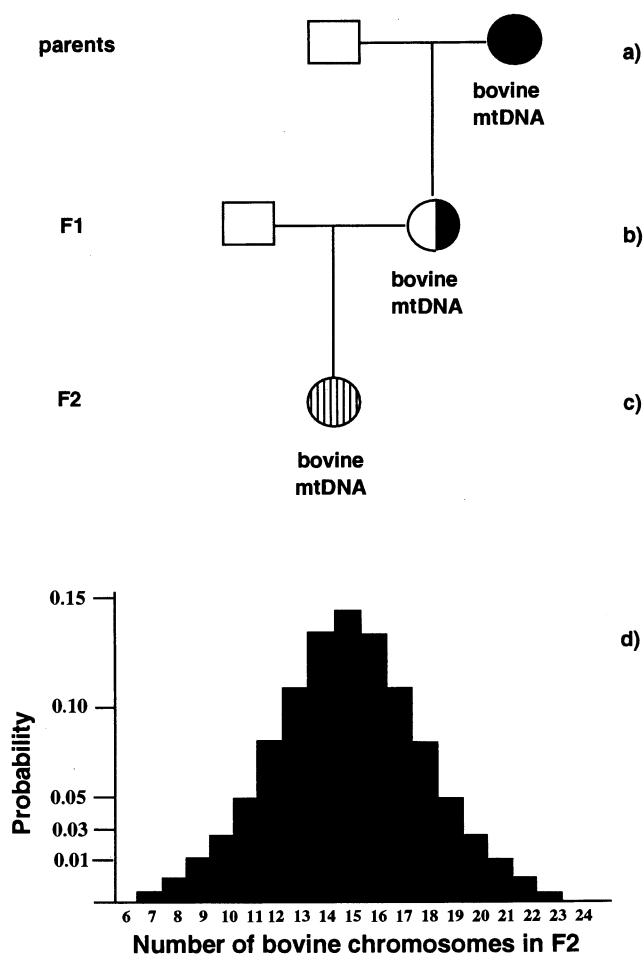 parents
a)
bovine
mtDNA
F1
b)
bovine
mtDNA
F2
c)
bovine
mtDNA
0.15
d)
0.10
0.05
0.03
0.01
Probability
6 7 8 9 10 11 12 13 14 15 16 17 18 19 20 21 22 23 24
Number of bovine chromosomes in F2